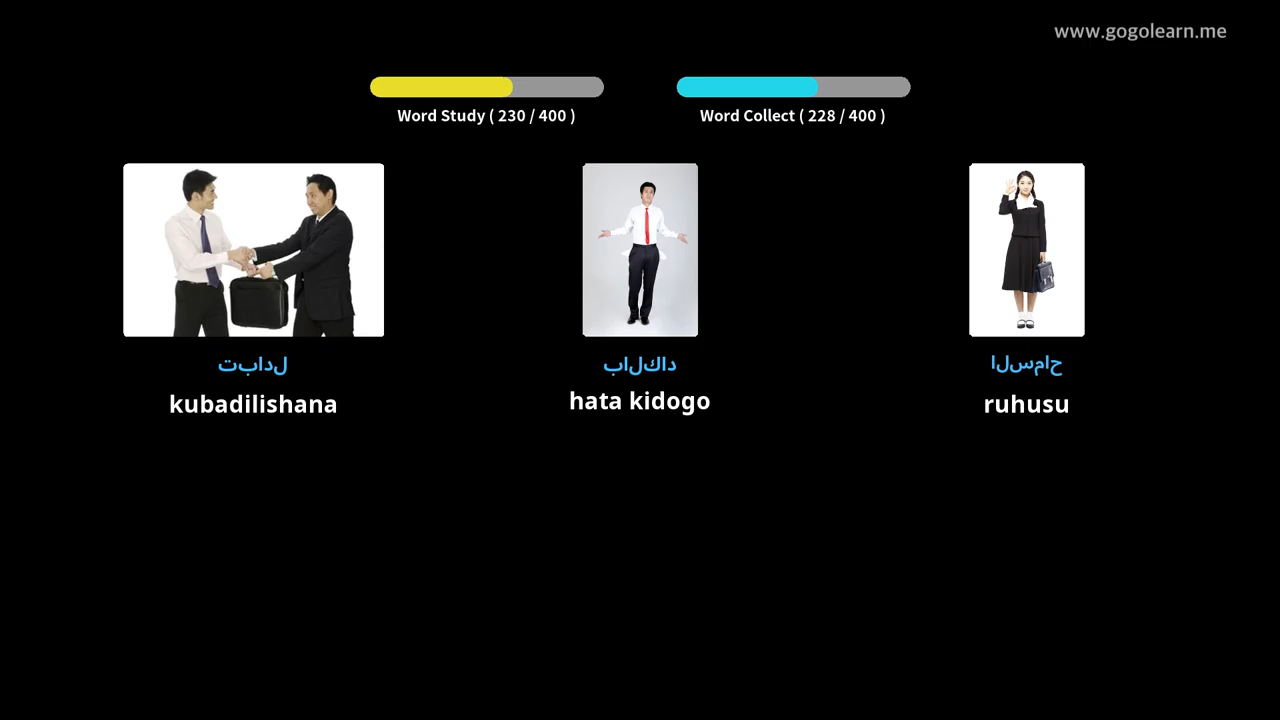 www.gogolearn.me
Word Study ( 230 / 400 )
Word Collect ( 228 / 400 )
تبادل
بالكاد
السماح
kubadilishana
hata kidogo
ruhusu